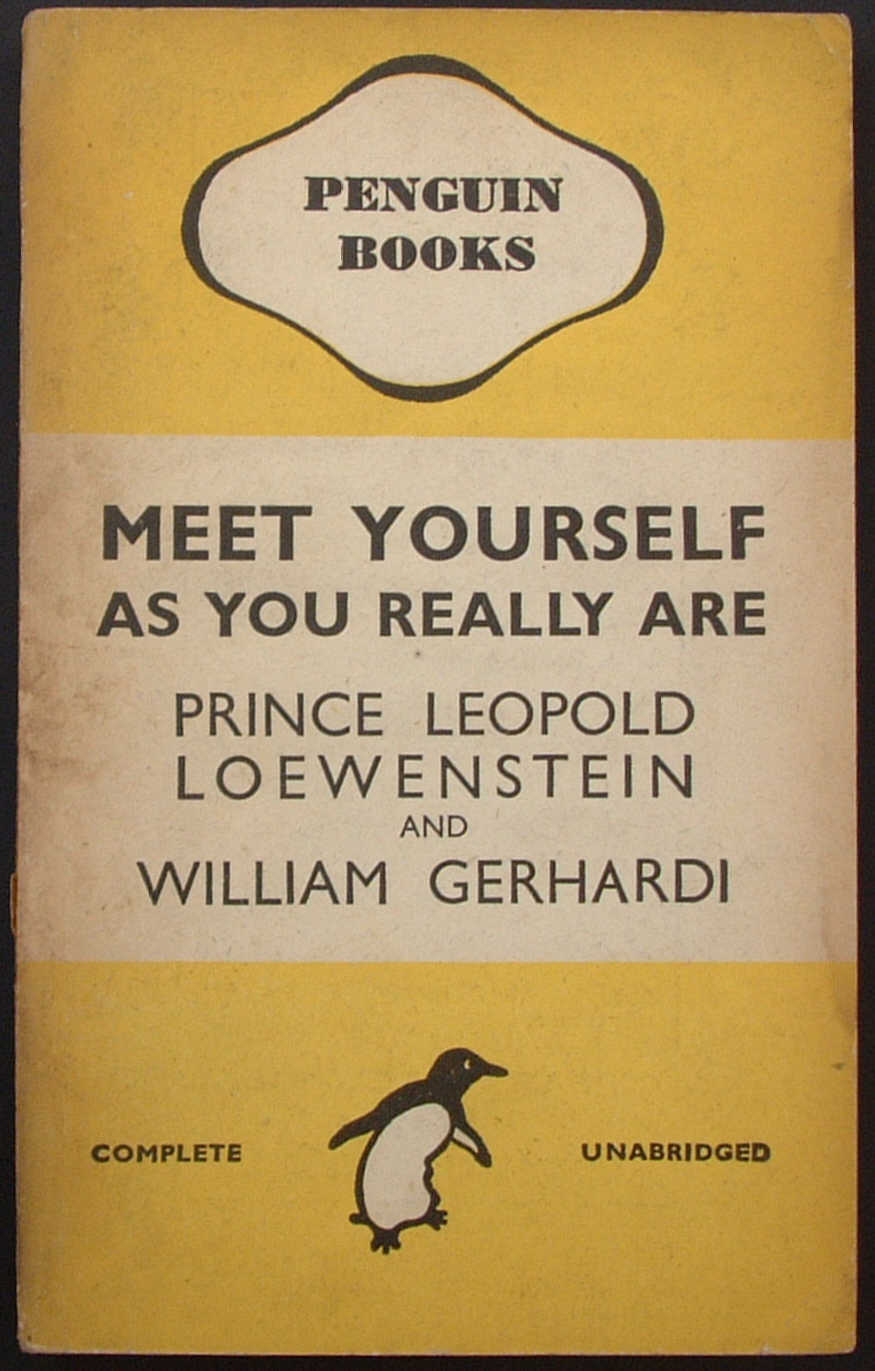 PENGUIN
BOOKS
MEET YOURSELF
AS YOU REALLY ARE
PRINCE LEOPOLD
LOEWENSTEIN
AND
WILLIAM GERHARDI
COMPLETE UNABRIDGED